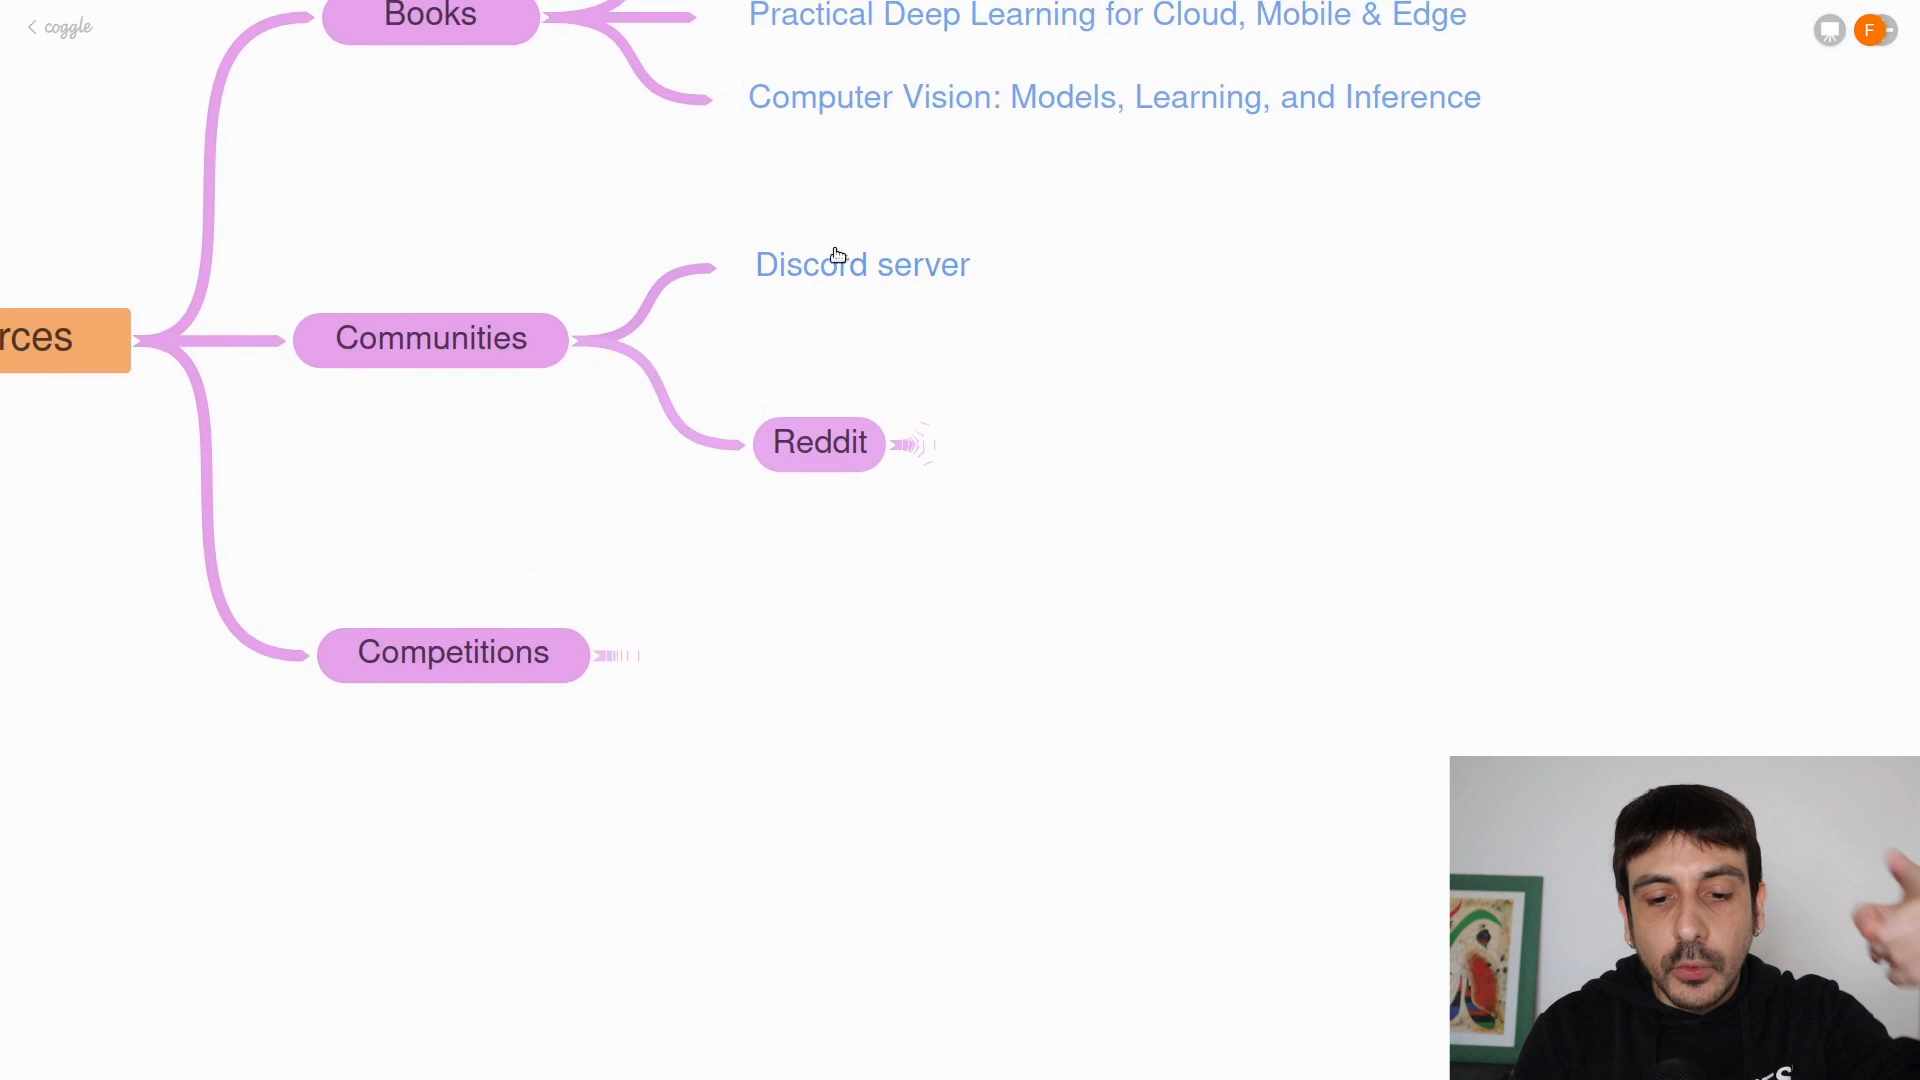 coggle
Books
Practical Deep Learning for Cloud, Mobile & Edge
F
Computer Vision: Models, Learning, and Inference
Discord server
rces
Communities
Reddit
Competitions